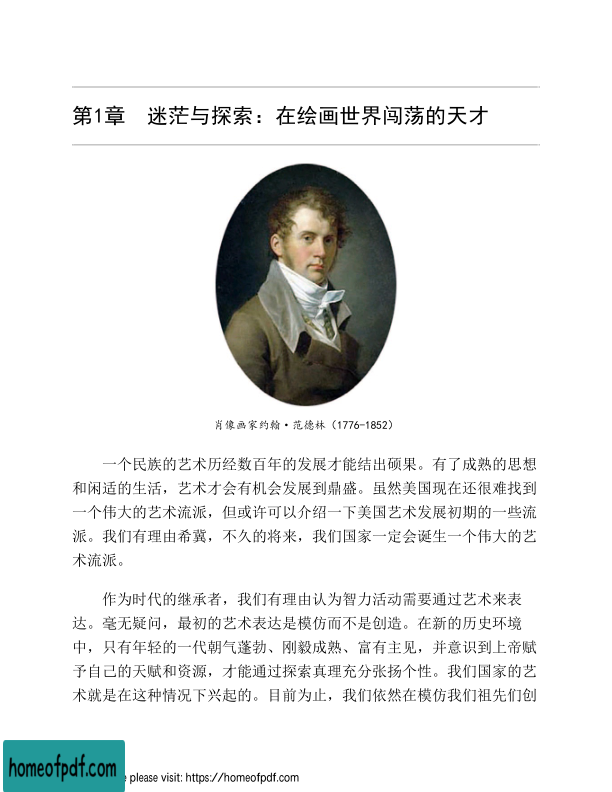 第1章　迷茫与探索：在绘画世界闯荡的天才
肖像画家约翰·范德林（1776-1852）
一个民族的艺术历经数百年的发展才能结出硕果。有了成熟的思想
和闲适的生活，艺术才会有机会发展到鼎盛。虽然美国现在还很难找到
一个伟大的艺术流派，但或许可以介绍一下美国艺术发展初期的一些流
派。我们有理由希冀，不久的将来，我们国家一定会诞生一个伟大的艺
术流派。
作为时代的继承者，我们有理由认为智力活动需要通过艺术来表
达。毫无疑问，最初的艺术表达是模仿而不是创造。在新的历史环境
中，只有年轻的一代朝气蓬勃、刚毅成熟、富有主见，并意识到上帝赋
予自己的天赋和资源，才能通过探索真理充分张扬个性。我们国家的艺
术就是在这种情况下兴起的。目前为止，我们依然在模仿我们祖先们创
homeofpdf.com
please visit: https://homeofpdf.com